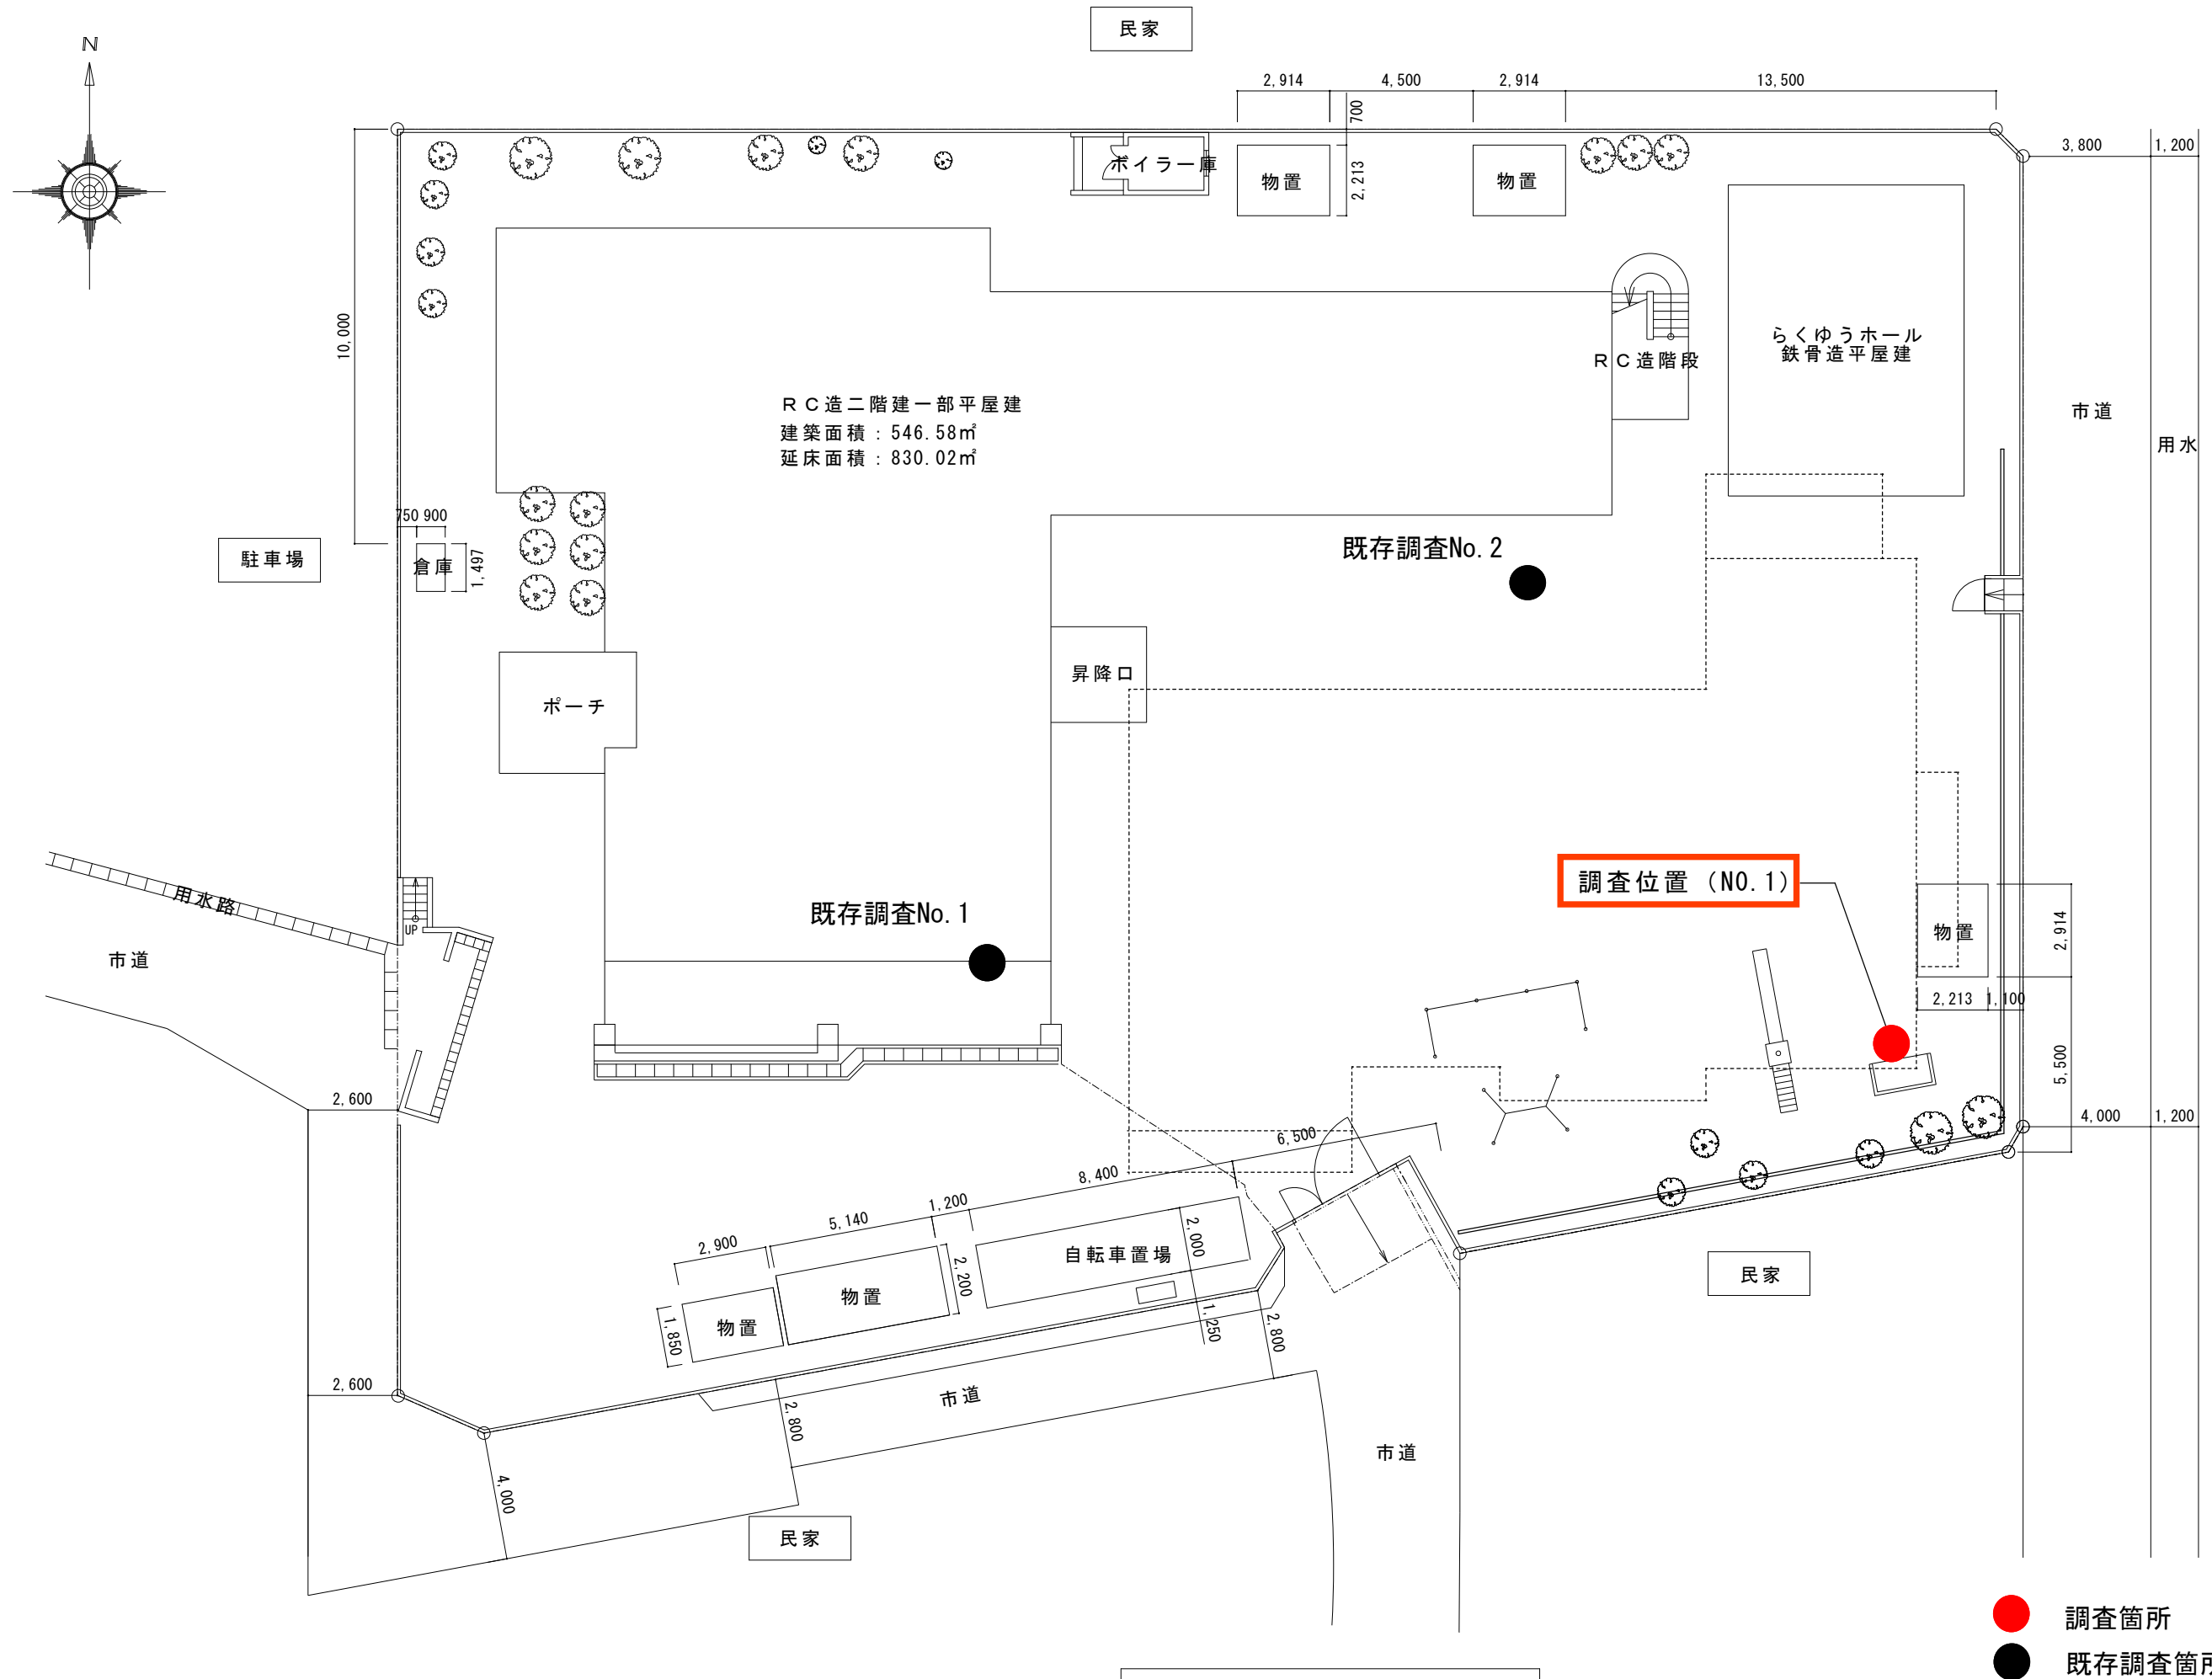 民家
N
2,914
4,500
2,914
13,500
700
2,213
ボイラー庫
物置
物置
3,800
1,200
10,000
らくゆうホール
鉄骨造平屋建
RC造階段
RC造二階建一部平屋建
建築面積：546.58㎡
延床面積：830.02㎡
市道
用水
750
900
倉庫
1,497
駐車場
既存調査No.2
昇降口
ポーチ
調査位置（NO.1）
用水路
UP
既存調査No.1
物置
2,914
市道
2,213
1,100
5,500
2,600
4,000
1,200
6,500
8,400
1,200
5,140
2,900
2,000
自転車置場
2,200
物置
物置
1,850
1,250
2,800
民家
2,600
市道
2,800
市道
4,000
民家
調査箇所
既存調査箇所